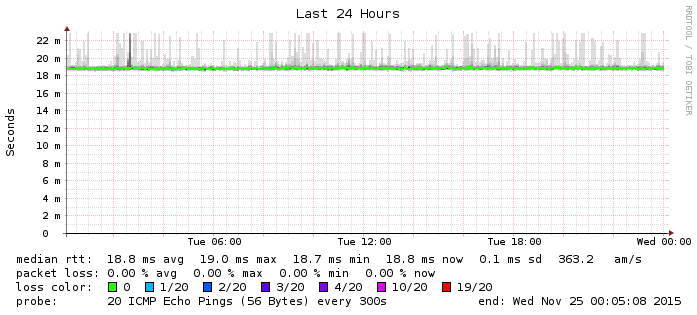 Last 24 Hours
RRDTOOL / TOBI OETIKER
Seconds
22 m
20 m
18 m
16 m
14 m
12 m
10 m
8 m
6 m
4 m
2 m
0
Tue 06:00 Tue 12:00 Tue 18:00 Wed 00:00
median rtt: 18.8 ms avg 19.0 ms max 18.7 ms min 18.8 ms now 0.1 ms sd 363.2 am/s
packet loss: 0.00 % avg 0.00 % max 0.00 % min 0.00 % now
loss color: 0 1/20 2/20 3/20 4/20 10/20 19/20
probe: 20 ICMP Echo Pings (56 Bytes) every 300s end: Wed Nov 25 00:05:08 2015